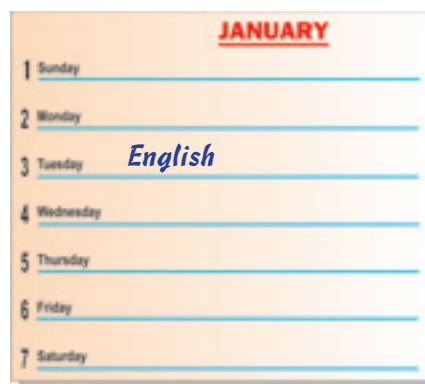 JANUARY
1 Sunday
2 Monday
3 Tuesday English
4 Wednesday
5 Thursday
6 Friday
7 Saturday